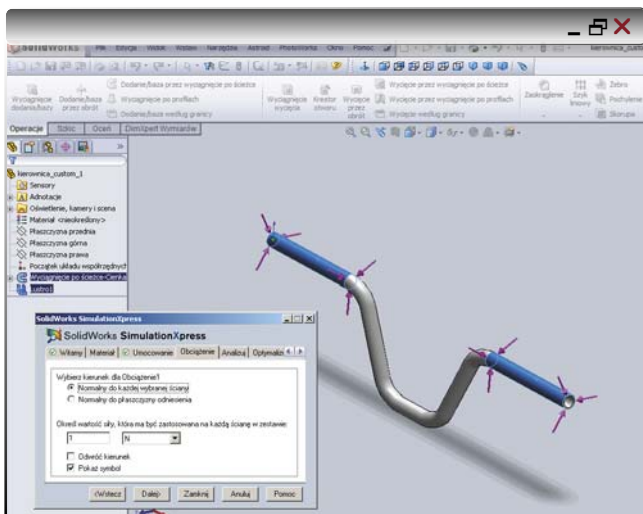 SolidWorks Plik Edycja Widok Wstaw Narzędzia PhotoWorks Okno Pomoc
kierownica_custom
Wyciągnięcie dodania/bazy
Dodanie/baza przez obrót
Dodanie/baza przez wyciągnięcie po ścieżce
Wyciągnięcie po profilach
Dodanie/baza według granicy
Wyciągnięcie wycięcia
Kreator otworu
Wycięcie przez obrót
Wycięcie przez wyciągnięcie po ścieżce
Wycięcie przez wyciągnięcie po profilach
Wycięcie według granicy
Zaokrąglenie
Szyk liniowy
Żebro
Pochylenie
Skorupa
Operacje Szkic Oceń DimXpert Wymiarów
kierownica_custom_1
Sensory
Adnotacje
Oświetlenie, kamery i scena
Materiał <nieokreślony>
Płaszczyzna przednia
Płaszczyzna górna
Płaszczyzna prawa
Początek układu współrzędnych
Wyciągnięcie po ścieżce-Cienka
Lustro1
SolidWorks SimulationXpress
SolidWorks SimulationXpress
Witamy Materiał Umocowanie Obciążenie Analizuj Optymaliz
Wybierz kierunek dla Obciążenie1
Normalny do każdej wybranej ściany
Normalny do płaszczyzny odniesienia
Określ wartość siły, która ma być zastosowana na każdą ścianę w zestawie:
1 N
Odwróć kierunek
Pokaż symbol
<Wstecz Dalej> Zamknij Anuluj Pomoc